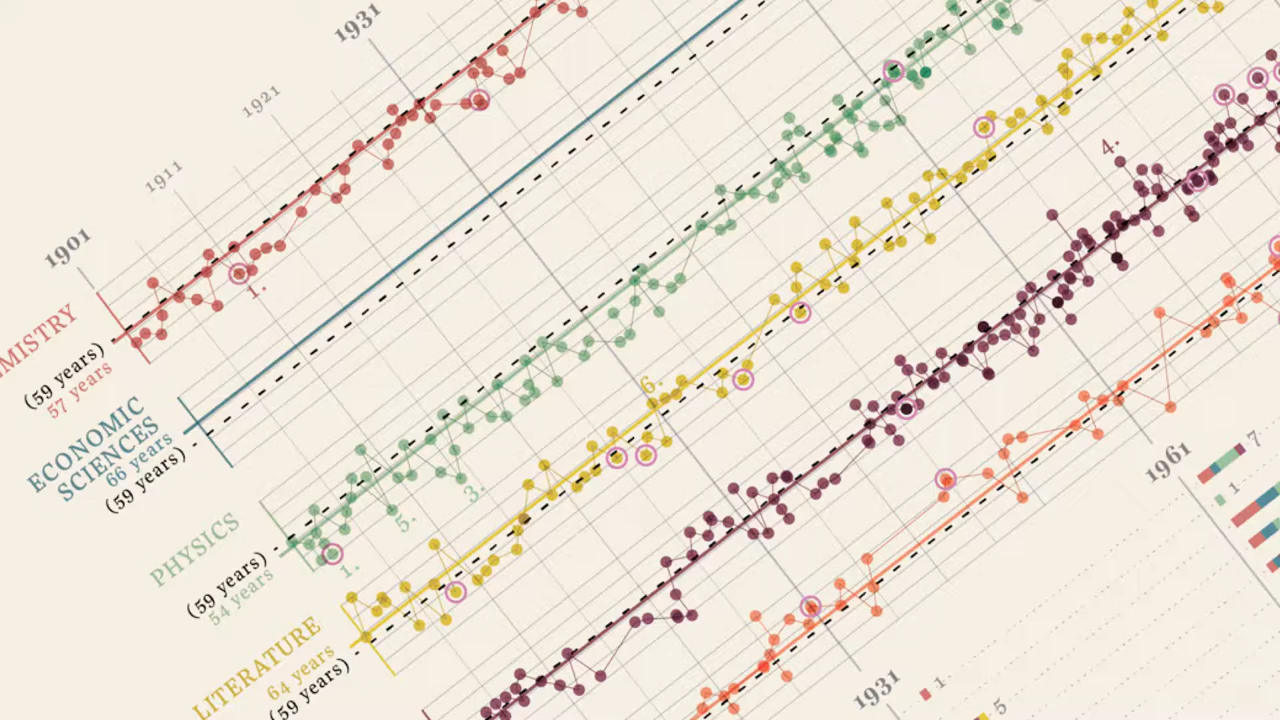 1931
1921
1911
1901
MISTRY
(59 years)
57 years
ECONOMIC
SCIENCES
66 years
(59 years)
PHYSICS
(59 years)
54 years
LITERATURE
64 years
(59 years)
1.
1.
5.
3.
6.
4.
1961
1931
7
1
1
5